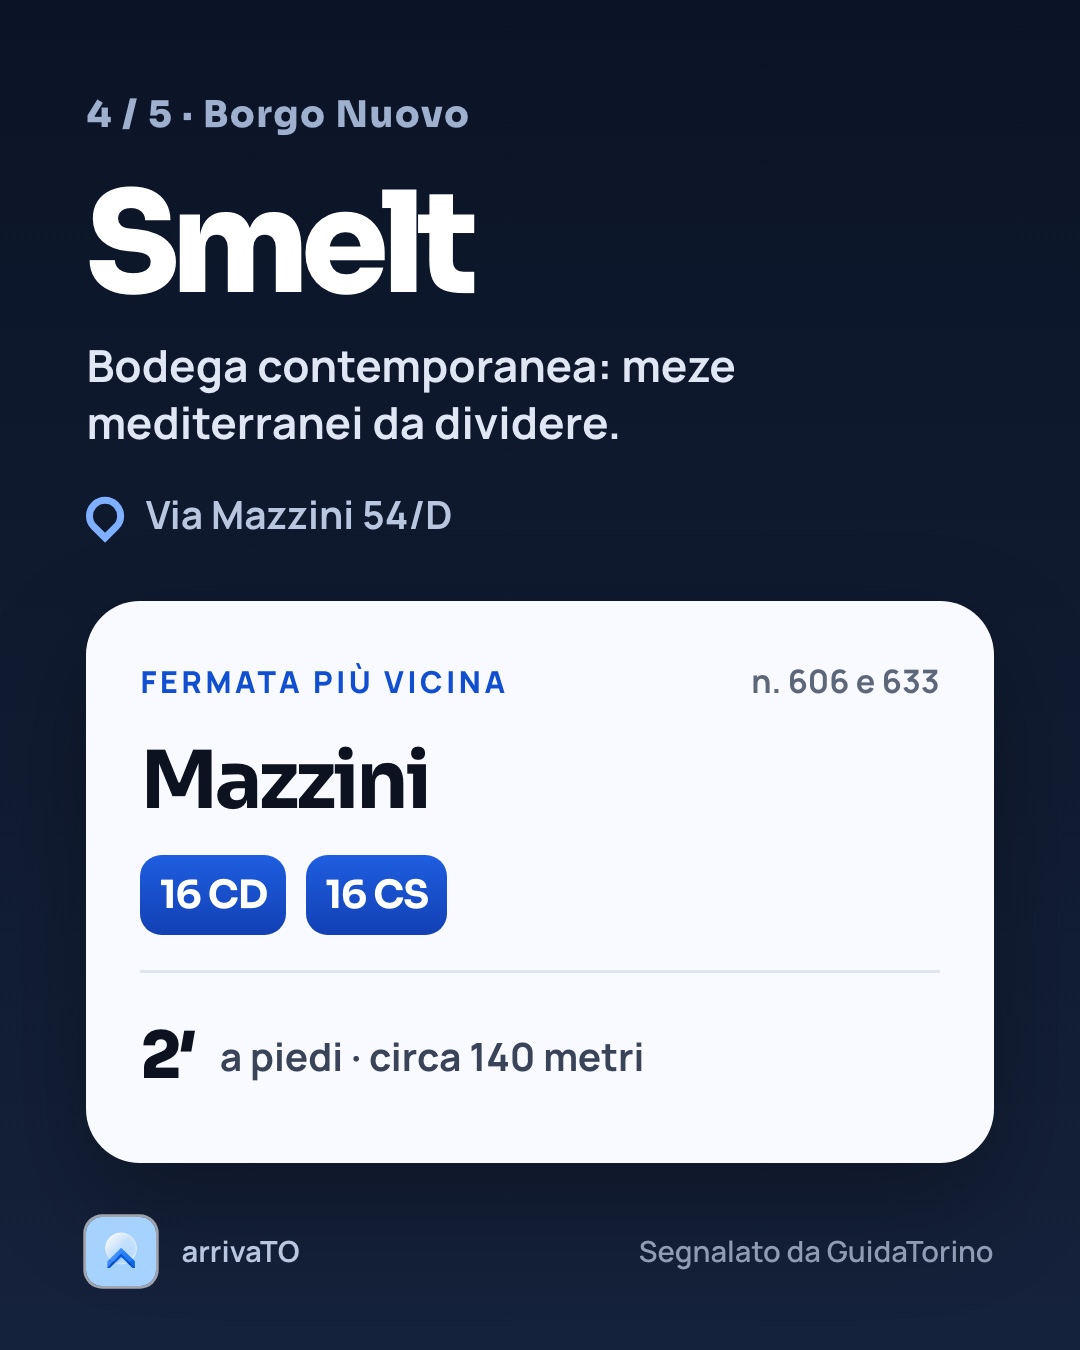 4 / 5 · Borgo Nuovo
Smelt
Bodega contemporanea: meze
mediterranei da dividere.
Via Mazzini 54/D
FERMATA PIÙ VICINA
n. 606 e 633
Mazzini
16 CD
16 CS
2′ a piedi · circa 140 metri
arrivaTO
Segnalato da GuidaTorino